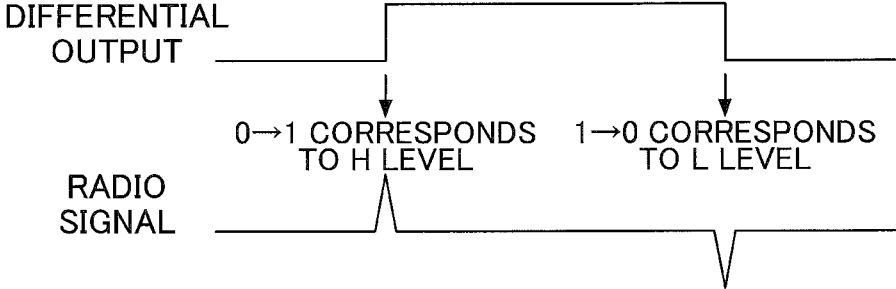 DIFFERENTIAL
OUTPUT
0→1 CORRESPONDS
TO H LEVEL
1→0 CORRESPONDS
TO L LEVEL
RADIO
SIGNAL